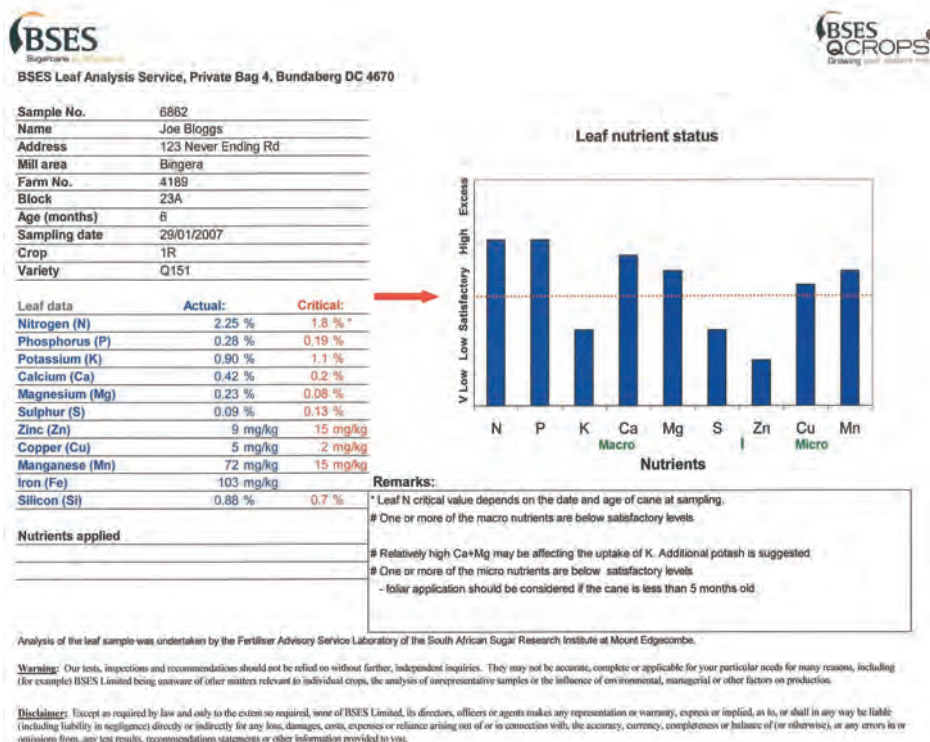 BSES
Sugarcane
BSES
QCROPS
BSES Leaf Analysis Service, Private Bag 4, Bundaberg DC 4670
Sample No. 6862
Name Joe Bloggs
Address 123 Never Ending Rd
Mill area Bingera
Farm No. 4189
Block 23A
Age (months) 6
Sampling date 29/01/2007
Crop 1R
Variety Q151
Leaf data Actual: Critical:
Nitrogen (N) 2.25 % 1.8 % *
Phosphorus (P) 0.28 % 0.19 %
Potassium (K) 0.90 % 1.1 %
Calcium (Ca) 0.42 % 0.2 %
Magnesium (Mg) 0.23 % 0.08 %
Sulphur (S) 0.09 % 0.13 %
Zinc (Zn) 9 mg/kg 15 mg/kg
Copper (Cu) 5 mg/kg 2 mg/kg
Manganese (Mn) 72 mg/kg 15 mg/kg
Iron (Fe) 103 mg/kg
Silicon (Si) 0.88 % 0.7 %
Nutrients applied
Leaf nutrient status
V Low Low Satisfactory High Excess
N P K Ca Mg S Zn Cu Mn
Macro | Micro
Nutrients
Remarks:
* Leaf N critical value depends on the date and age of cane at sampling.
# One or more of the macro nutrients are below satisfactory levels
# Relatively high Ca+Mg may be affecting the uptake of K. Additional potash is suggested
# One or more of the micro nutrients are below satisfactory levels
- foliar application should be considered if the cane is less than 5 months old
Analysis of the leaf sample was undertaken by the Fertiliser Advisory Service Laboratory of the South African Sugar Research Institute at Mount Edgecombe.
Warning: Our tests, inspections and recommendations should not be relied on without further, independent inquiries. They may not be accurate, complete or applicable for your particular needs for many reasons, including
(for example) BSES Limited being unaware of other matters relevant to individual crops, the analysis of unrepresentative samples or the influence of environmental, managerial or other factors on production.
Disclaimer: Except as required by law and only to the extent so required, none of BSES Limited, its directors, officers or agents makes any representation or warranty, express or implied, as to, or shall in any way be liable
(including liability in negligence) directly or indirectly for any loss, damages, costs, expenses or reliance arising out of or in connection with, the accuracy, currency, completeness or balance of (or otherwise), or any errors in or
omissions from, any test results, recommendations statements or other information provided to you.